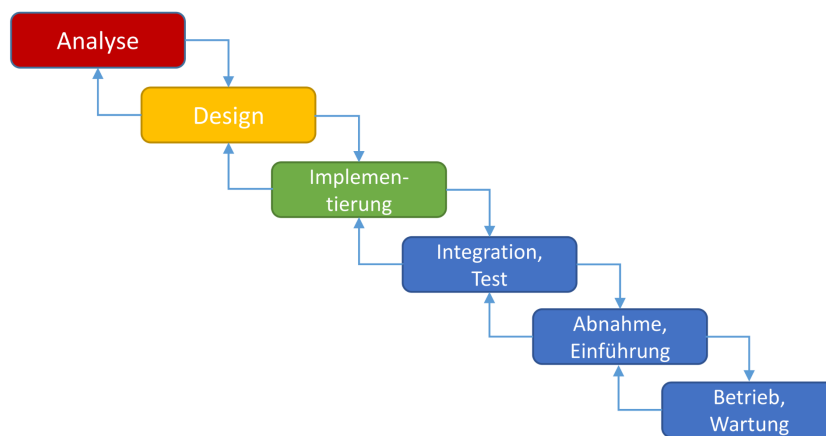 Analyse
Design
Implemen-
tierung
Integration,
Test
Abnahme,
Einführung
Betrieb,
Wartung